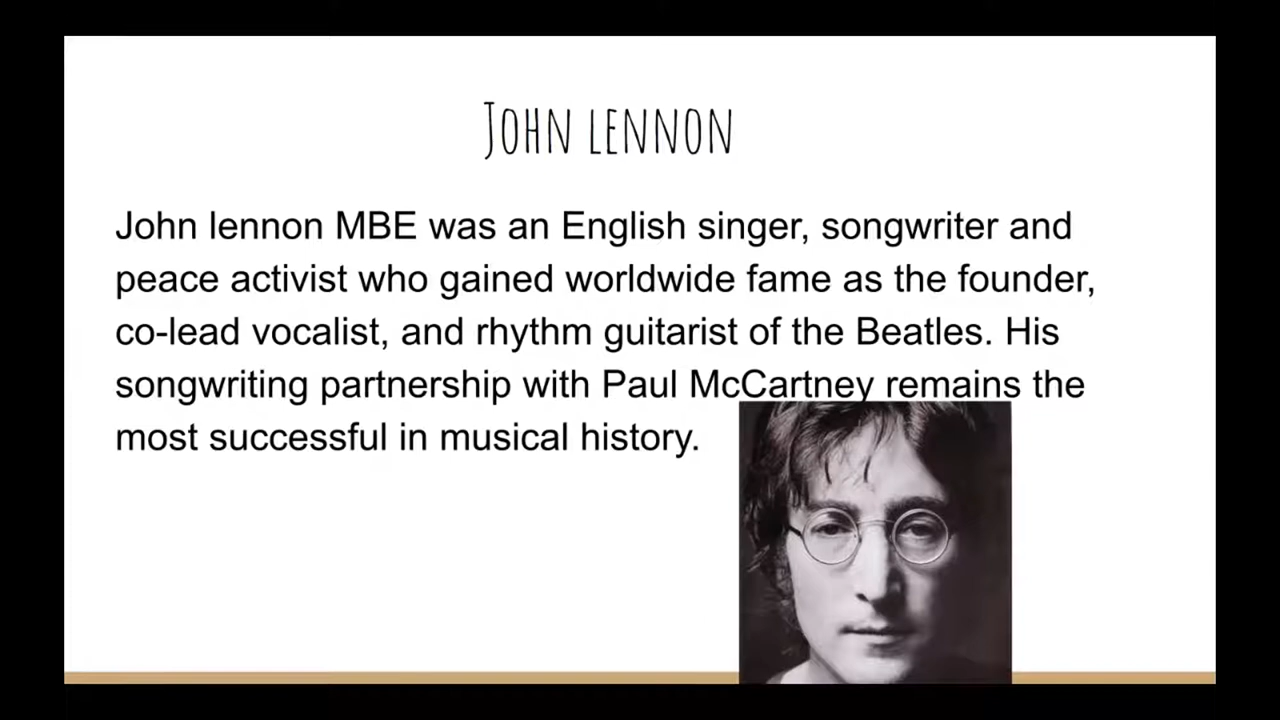 John lennon
John lennon MBE was an English singer, songwriter and
peace activist who gained worldwide fame as the founder,
co-lead vocalist, and rhythm guitarist of the Beatles. His
songwriting partnership with Paul McCartney remains the
most successful in musical history.